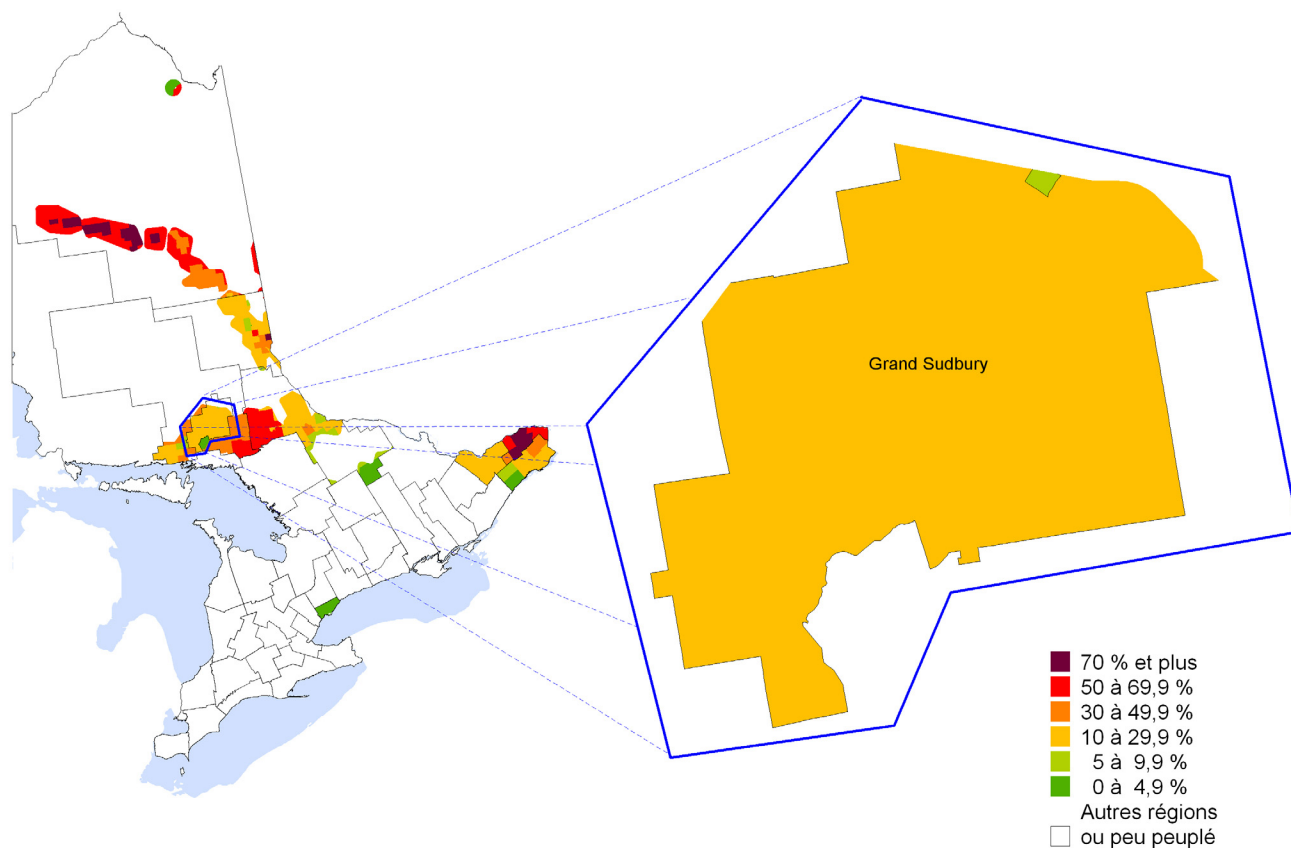 Grand Sudbury
70 % et plus
50 à 69,9 %
30 à 49,9 %
10 à 29,9 %
5 à 9,9 %
0 à 4,9 %
Autres régions
ou peu peuplé